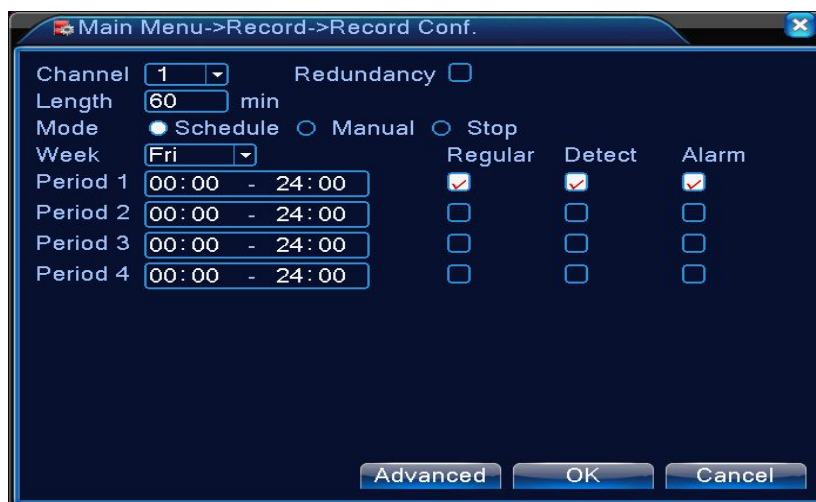 Main Menu->Record->Record Conf.
Channel 1 Redundancy
Length 60 min
Mode Schedule Manual Stop
Week Fri Regular Detect Alarm
Period 1 00:00 - 24:00
Period 2 00:00 - 24:00
Period 3 00:00 - 24:00
Period 4 00:00 - 24:00
Advanced OK Cancel